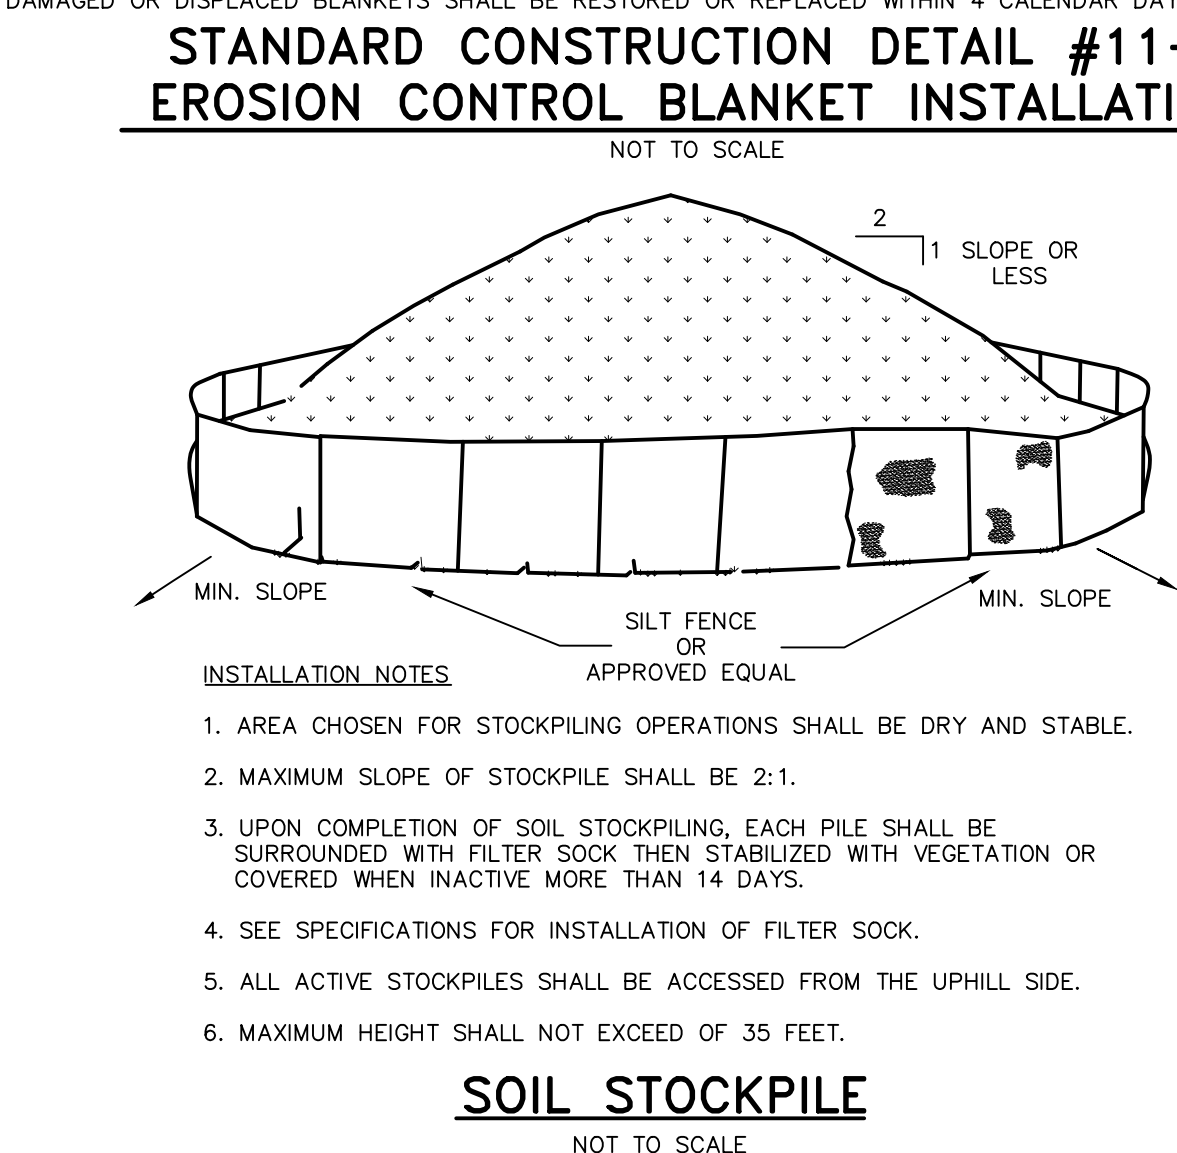 DAMAGED OR DISPLACED BLANKETS SHALL BE RESTORED OR REPLACED WITHIN 4 CALENDAR
STANDARD CONSTRUCTION DETAIL #11-
EROSION CONTROL BLANKET
NOT TO SCALE
2
1 SLOPE OR
LESS
MIN. SLOPE
MIN. SLOPE
SILT FENCE
OR
APPROVED EQUAL
INSTALLATION NOTES
1. AREA CHOSEN FOR STOCKPILING OPERATIONS SHALL BE DRY AND STABLE.
2. MAXIMUM SLOPE OF STOCKPILE SHALL BE 2:1.
3. UPON COMPLETION OF SOIL STOCKPILING, EACH PILE SHALL BE
SURROUNDED WITH FILTER SOCK THEN STABILIZED WITH VEGETATION OR
COVERED WHEN INACTIVE MORE THAN 14 DAYS.
4. SEE SPECIFICATIONS FOR INSTALLATION OF FILTER SOCK.
5. ALL ACTIVE STOCKPILES SHALL BE ACCESSED FROM THE UPHILL SIDE.
6. MAXIMUM HEIGHT SHALL NOT EXCEED OF 35 FEET.
SOIL STOCKPILE
NOT TO SCALE